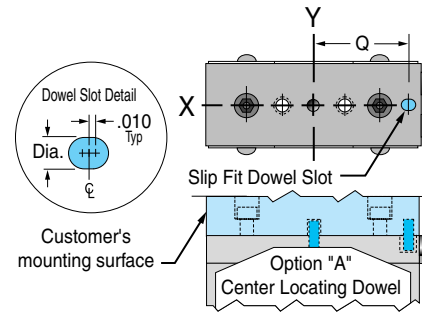 Y
Q
Dowel Slot Detail
.010
Typ
X
Dia.
℄
Slip Fit Dowel Slot
Customer's
mounting surface
Option "A"
Center Locating Dowel